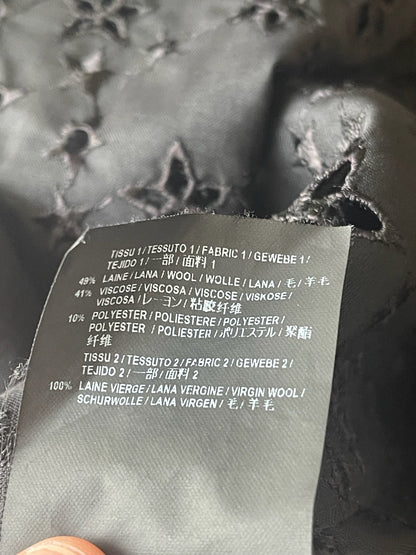 TISSU 1 / TESSUTO 1 / FABRIC 1 / GEWEBE 1 /
TEJIDO 1 / 一部 / 面料 1
49% LAINE / LANA / WOOL / WOLLE / LANA / 毛 / 羊毛
41% VISCOSE / VISCOSA / VISCOSE / VISKOSE /
VISCOSA / レーヨン / 粘胶纤维
10% POLYESTER / POLIESTERE / POLYESTER /
POLYESTER / POLIESTER / ポリエステル / 聚酯
纤维
TISSU 2 / TESSUTO 2 / FABRIC 2 / GEWEBE 2 /
TEJIDO 2 / 一部 / 面料 2
100% LAINE VIERGE / LANA VERGINE / VIRGIN WOOL /
SCHURWOLLE / LANA VIRGEN / 毛 / 羊毛